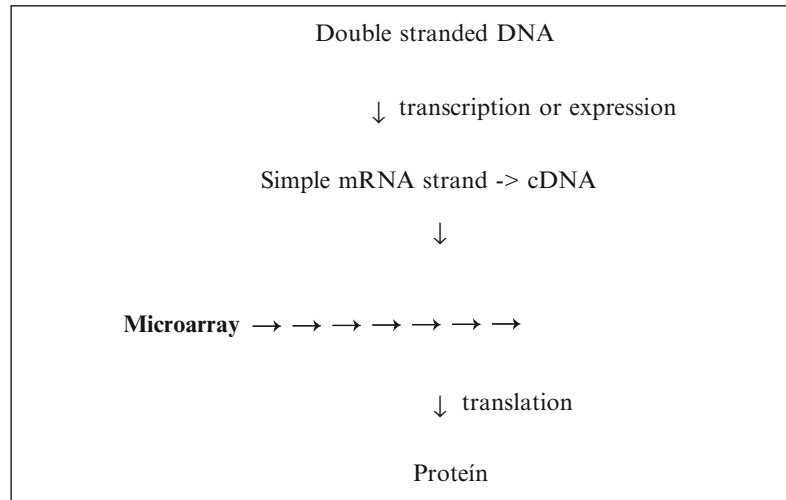 Double stranded DNA
↓ transcription or expression
Simple mRNA strand -> cDNA
↓
Microarray → → → → → → →
↓ translation
Proteín